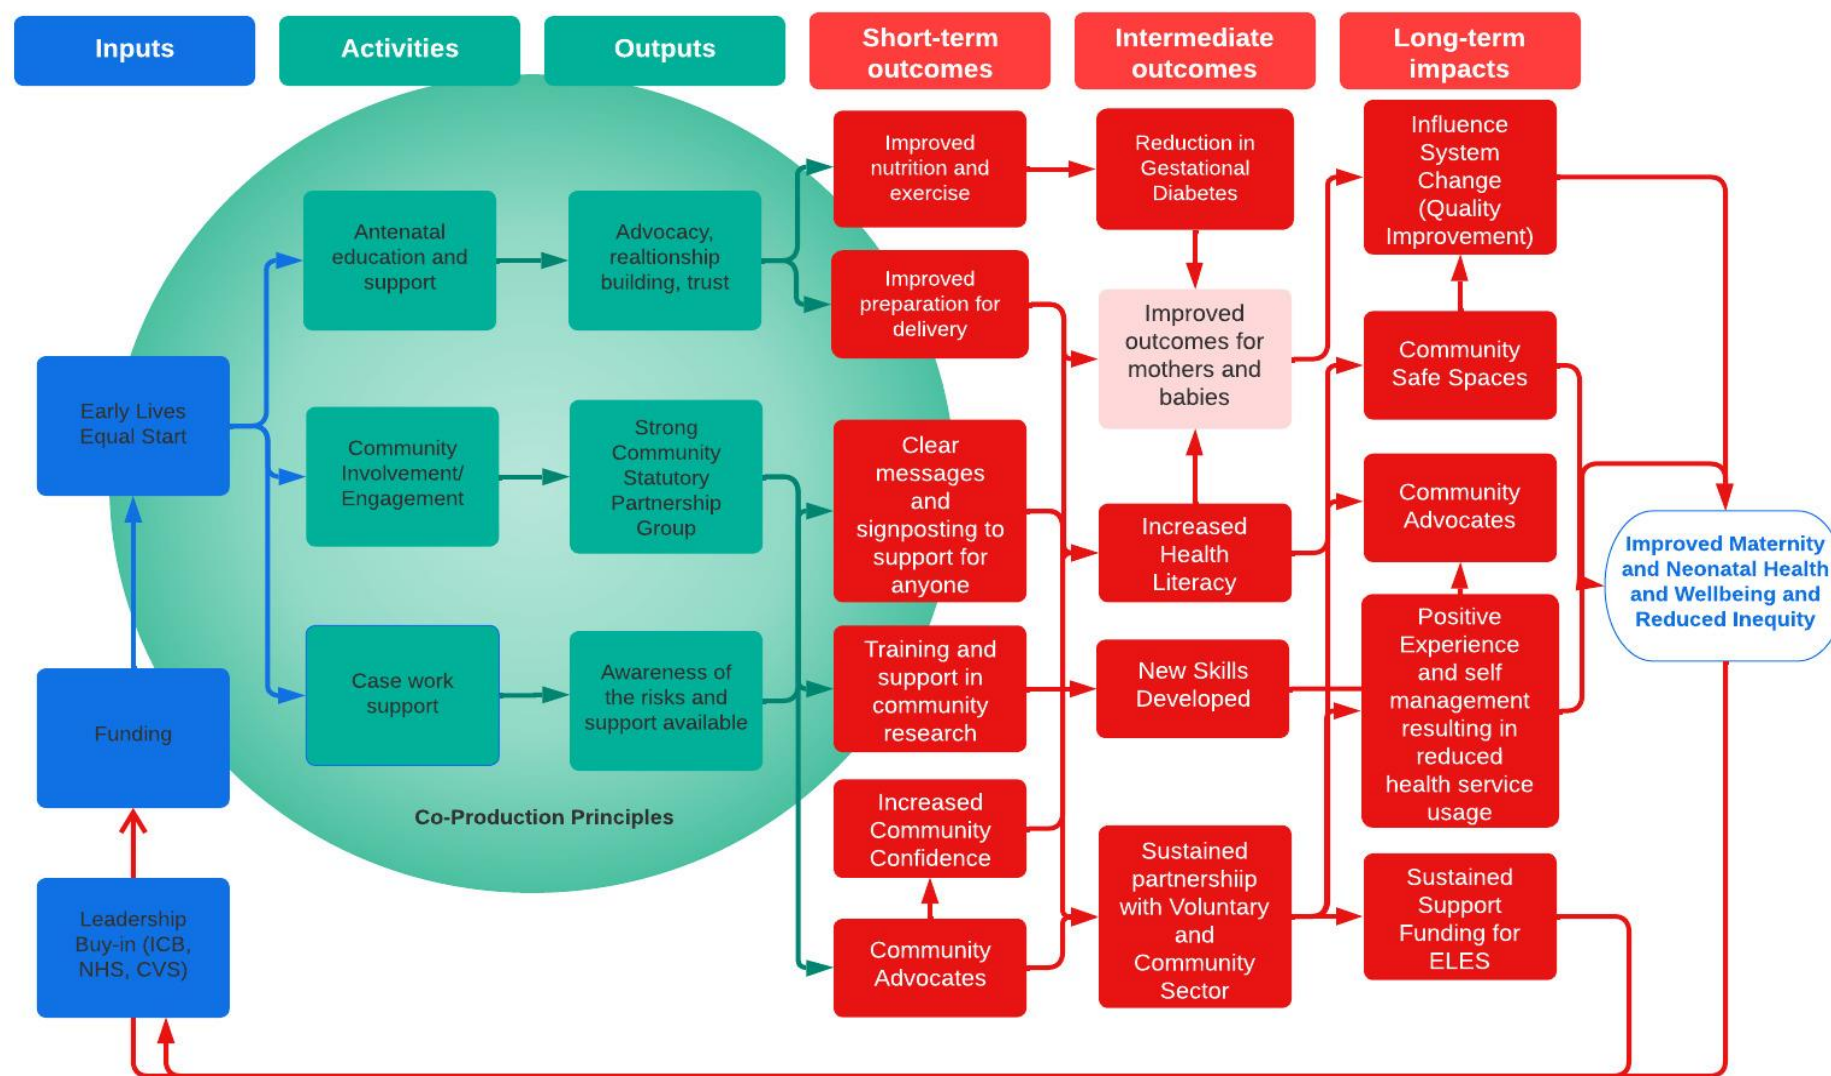 Inputs
Activities
Outputs
Short-term
outcomes
Intermediate
outcomes
Long-term
impacts
Early Lives
Equal Start
Funding
Leadership
Buy-in (ICB,
NHS, CVS)
Antenatal
education and
support
Community
Involvement/
Engagement
Case work
support
Advocacy,
realtionship
building, trust
Strong
Community
Statutory
Partnership
Group
Awareness of
the risks and
support available
Co-Production Principles
Improved
nutrition and
exercise
Improved
preparation for
delivery
Clear
messages
and
signposting to
support for
anyone
Training and
support in
community
research
Increased
Community
Confidence
Community
Advocates
Reduction in
Gestational
Diabetes
Improved
outcomes for
mothers and
babies
Increased
Health
Literacy
New Skills
Developed
Sustained
partnershiip
with Voluntary
and
Community
Sector
Influence
System
Change
(Quality
Improvement)
Community
Safe Spaces
Community
Advocates
Positive
Experience
and self
management
resulting in
reduced
health service
usage
Sustained
Support
Funding for
ELES
Improved Maternity
and Neonatal Health
and Wellbeing and
Reduced Inequity